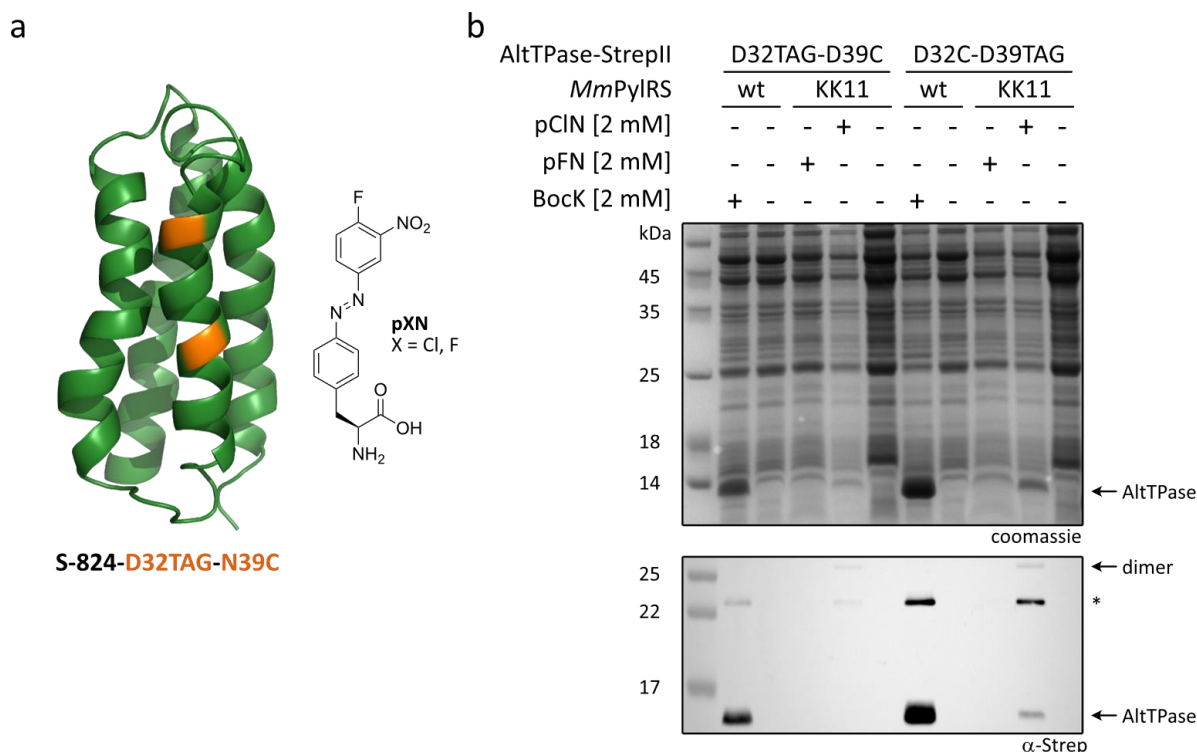 a
F
NO₂
N
N
pXN
X = Cl, F
O
OH
NH₂
S-824-D32TAG-N39C
b
AltTPase-StrepII D32TAG-D39C D32C-D39TAG
MmPylRS wt KK11 wt KK11
pClN [2 mM] - - - + - - - - + -
pFN [2 mM] - - + - - - - + - -
BocK [2 mM] + - - - - + - - - -
kDa
45
35
25
18
14 AltTPase
coomassie
25 dimer
22 *
17
AltTPase
α-Strep